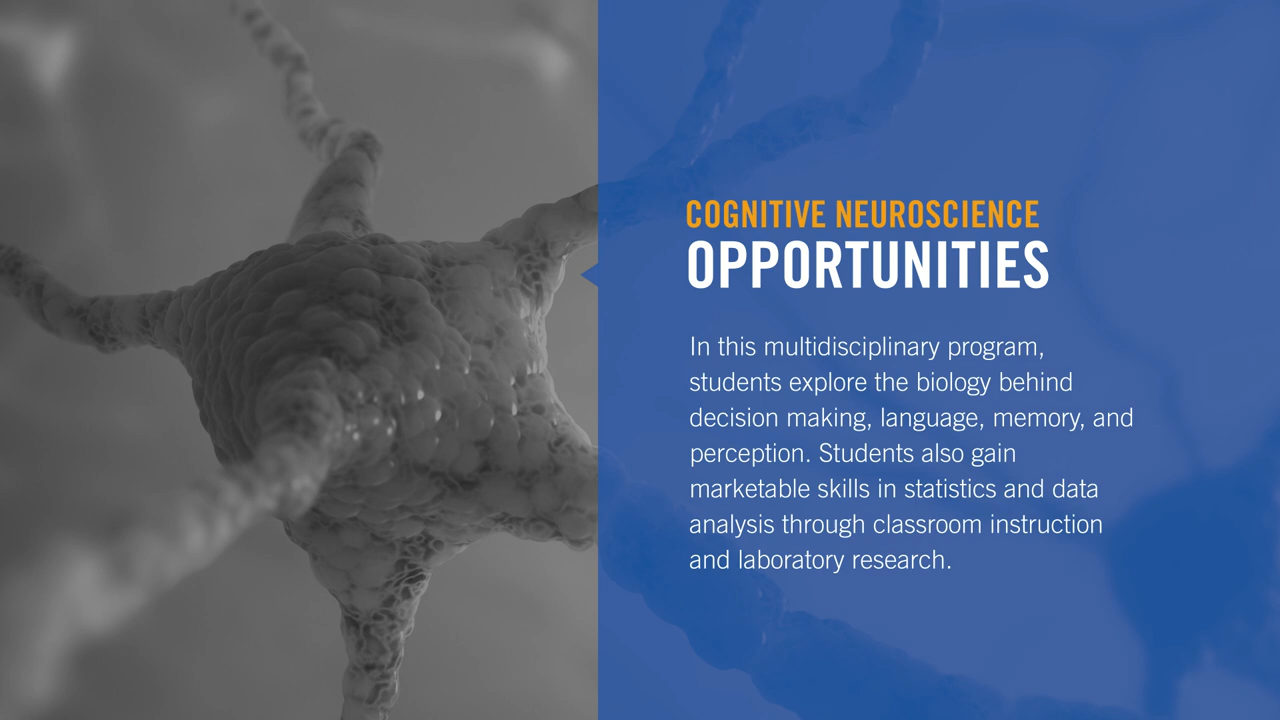 COGNITIVE NEUROSCIENCE
OPPORTUNITIES
In this multidisciplinary program,
students explore the biology behind
decision making, language, memory, and
perception. Students also gain
marketable skills in statistics and data
analysis through classroom instruction
and laboratory research.